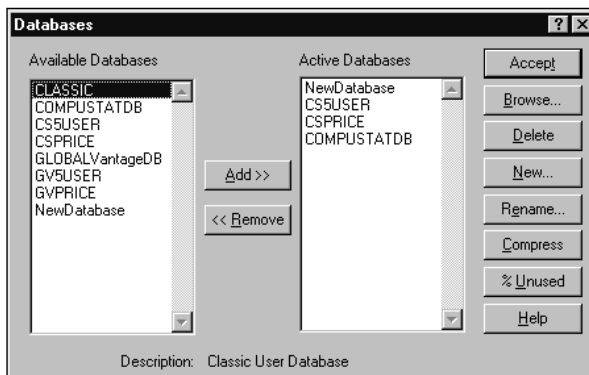 Databases
Available Databases
CLASSIC
COMPUSTATDB
CS5USER
CSPRICE
GLOBALVantageDB
GV5USER
GVPRICE
NewDatabase
Add >>
<< Remove
Active Databases
NewDatabase
CS5USER
CSPRICE
COMPUSTATDB
Accept
Browse...
Delete
New...
Rename...
Compress
% Unused
Help
Description: Classic User Database